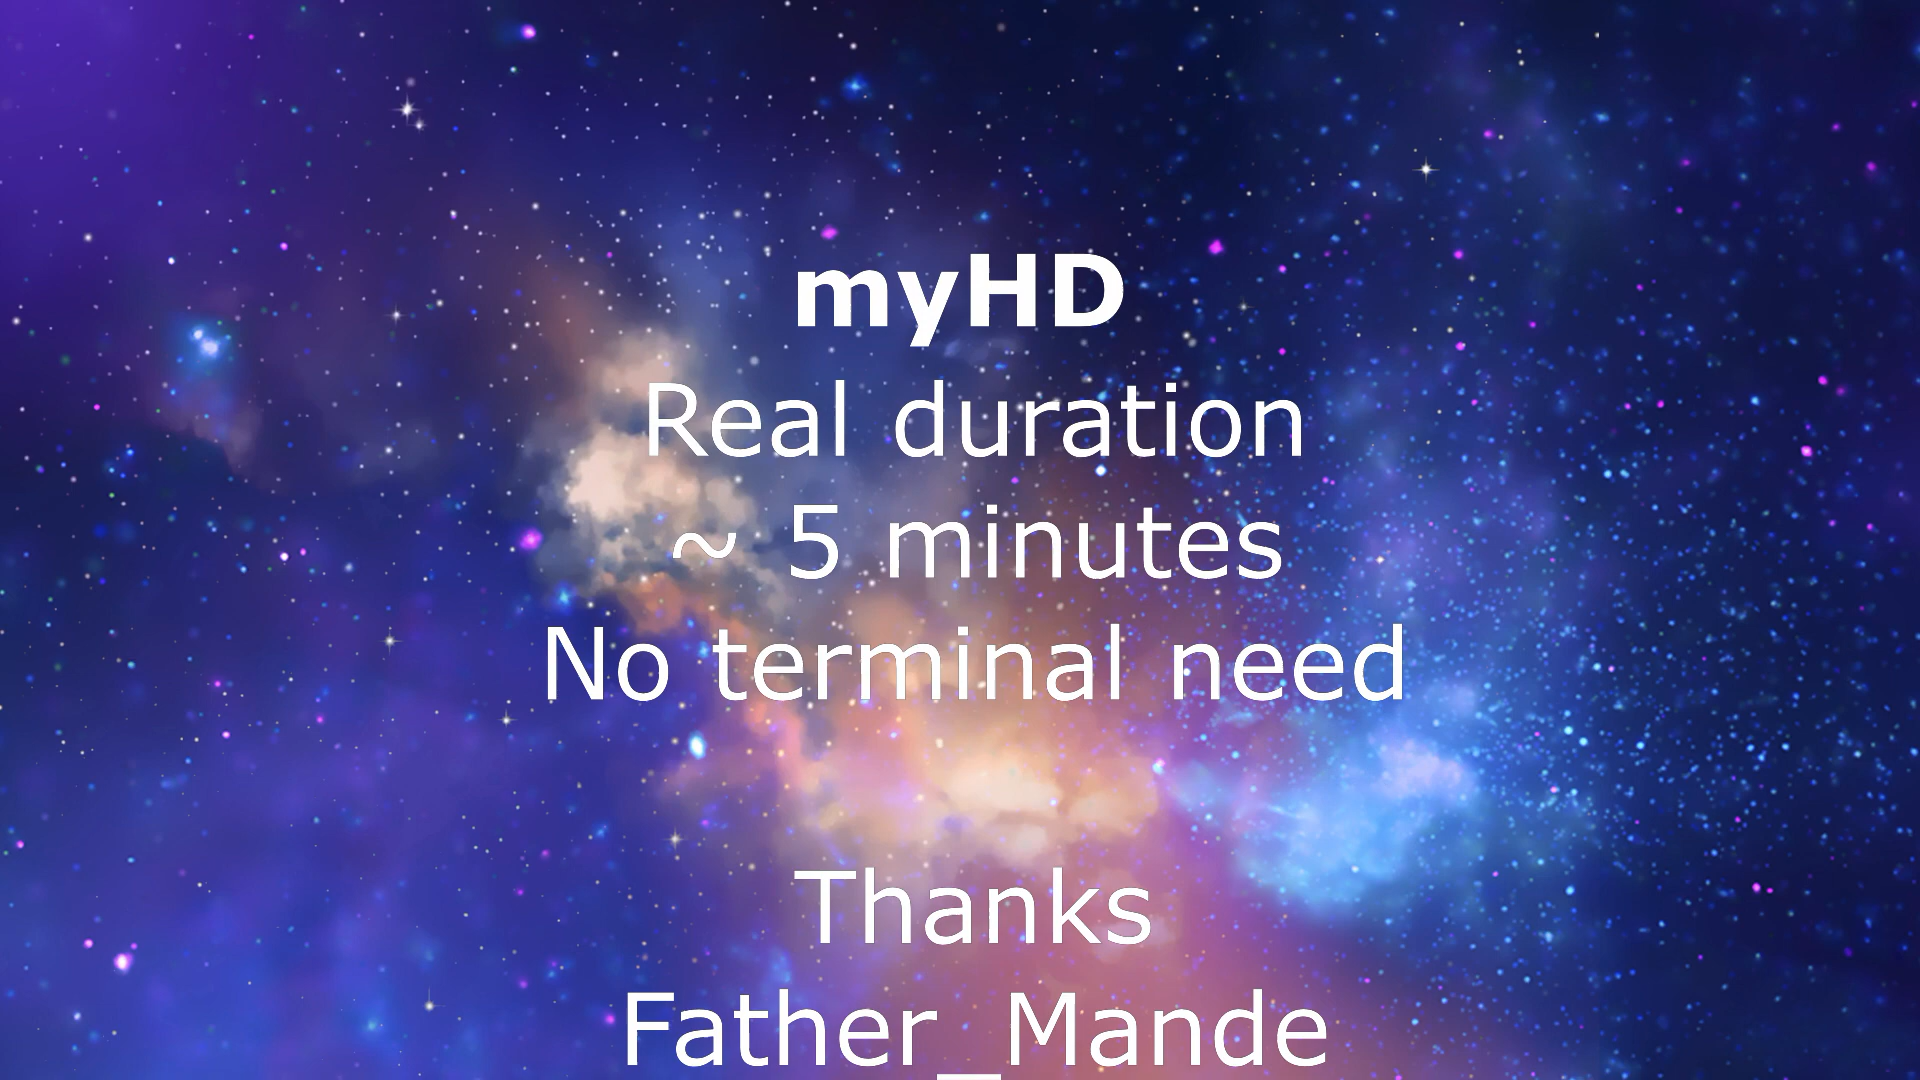 myHD
Real duration
~ 5 minutes
No terminal need
Thanks
Father_Mande